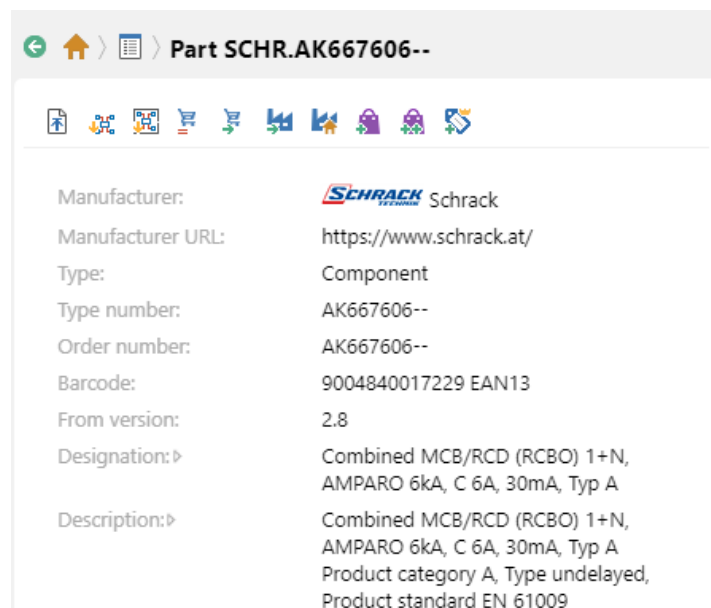 Part SCHR.AK667606--
Manufacturer: SCHRACK TECHNIK Schrack
Manufacturer URL: https://www.schrack.at/
Type: Component
Type number: AK667606--
Order number: AK667606--
Barcode: 9004840017229 EAN13
From version: 2.8
Designation: Combined MCB/RCD (RCBO) 1+N,
AMPARO 6kA, C 6A, 30mA, Typ A
Description: Combined MCB/RCD (RCBO) 1+N,
AMPARO 6kA, C 6A, 30mA, Typ A
Product category A, Type undelayed,
Product standard EN 61009